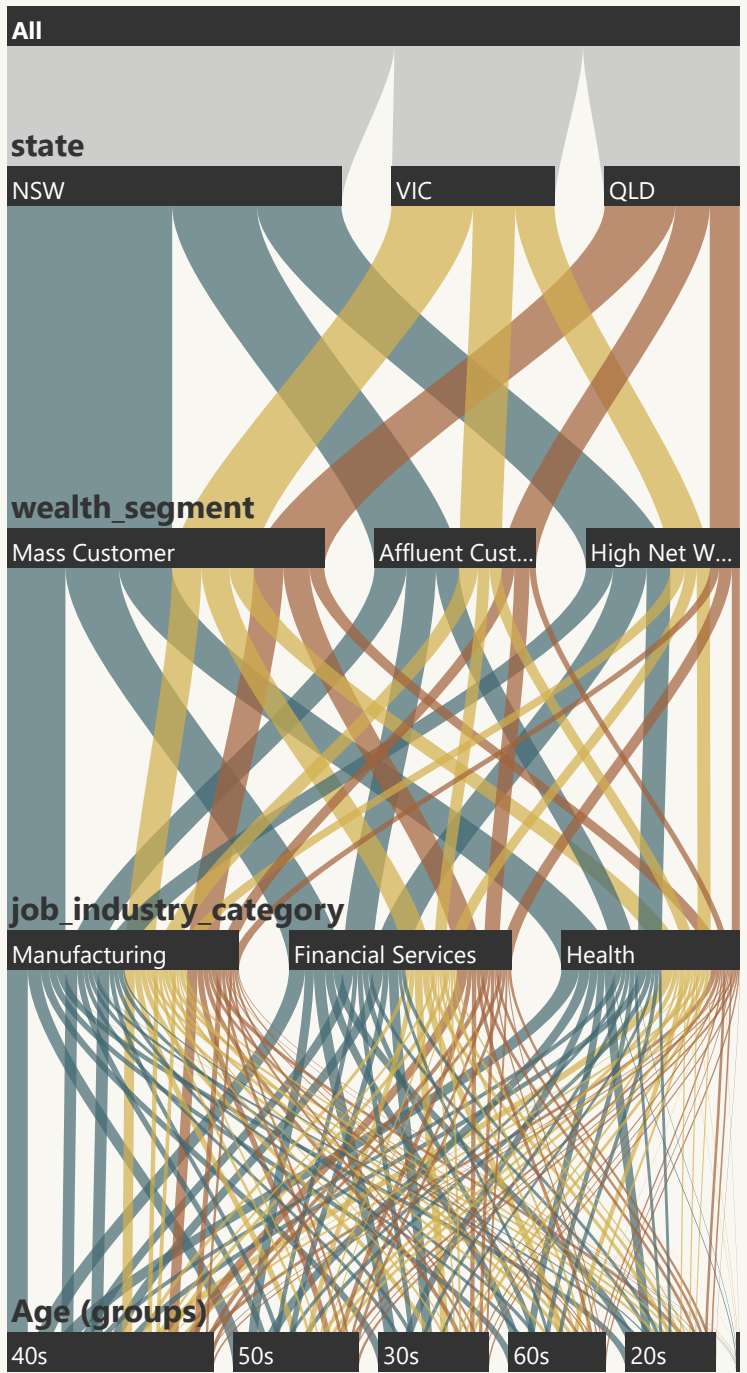 All
state
NSW VIC QLD
wealth_segment
Mass Customer Affluent Cust... High Net W...
job_industry_category
Manufacturing Financial Services Health
Age (groups)
40s 50s 30s 60s 20s